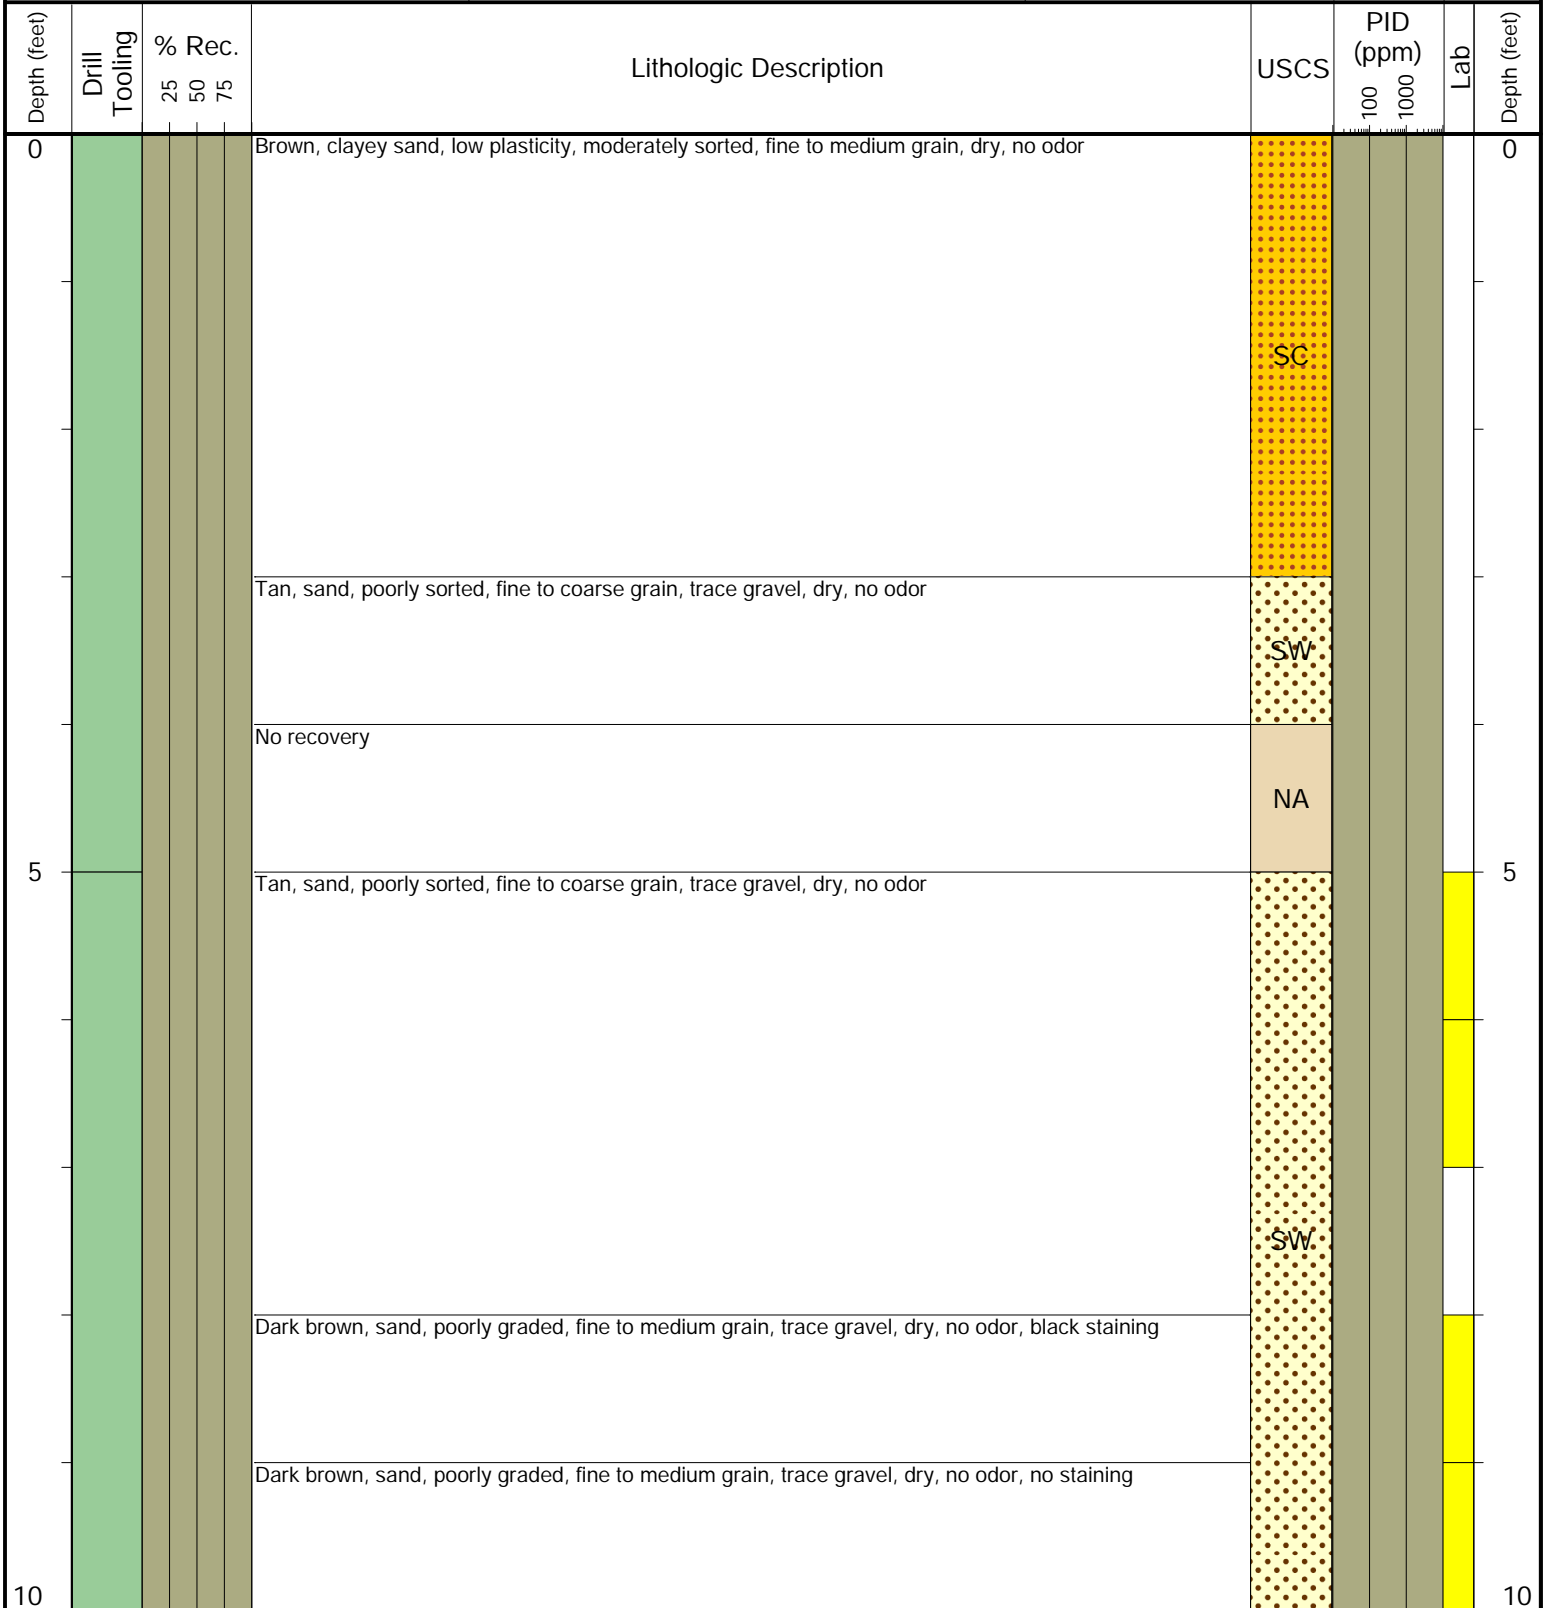 Depth (feet)
Drill
Tooling
% Rec.
25
50
75
Lithologic Description
USCS
PID
(ppm)
100
1000
Lab
Depth (feet)
0
Brown, clayey sand, low plasticity, moderately sorted, fine to medium grain, dry, no odor
0
SC
Tan, sand, poorly sorted, fine to coarse grain, trace gravel, dry, no odor
SW
No recovery
NA
5
Tan, sand, poorly sorted, fine to coarse grain, trace gravel, dry, no odor
5
SW
Dark brown, sand, poorly graded, fine to medium grain, trace gravel, dry, no odor, black staining
Dark brown, sand, poorly graded, fine to medium grain, trace gravel, dry, no odor, no staining
10
10